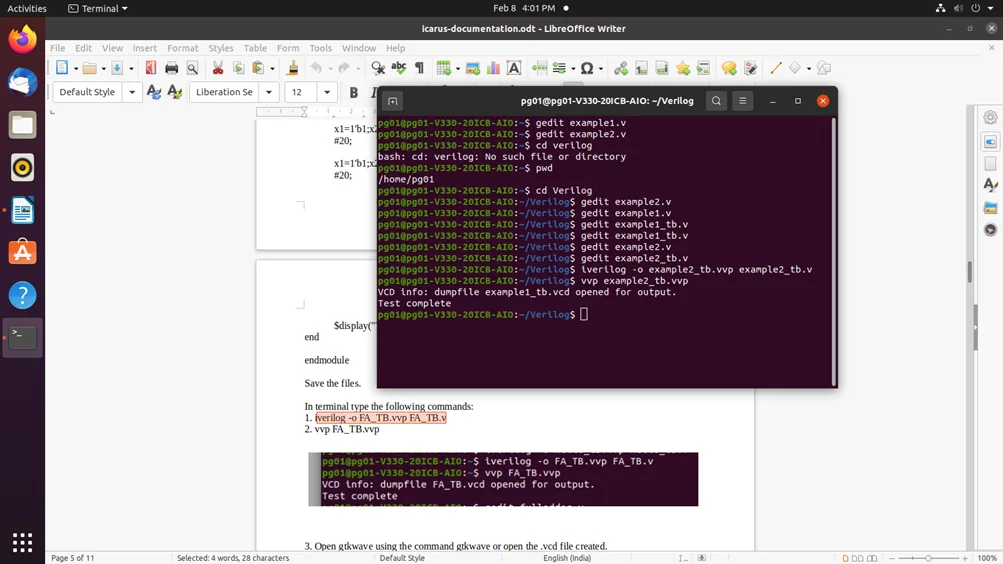 Activities
Terminal
Feb 8 4:01 PM
icarus-documentation.odt - LibreOffice Writer
File Edit View Insert Format Styles Table Form Tools Window Help
Default Style
Liberation Se
12
pg01@pg01-V330-20ICB-AIO: ~/Verilog
x1=1'b1;x2
#20;
x1=1'b1;x2
#20;
pg01@pg01-V330-20ICB-AIO:~$ gedit example1.v
pg01@pg01-V330-20ICB-AIO:~$ gedit example2.v
pg01@pg01-V330-20ICB-AIO:~$ cd verilog
bash: cd: verilog: No such file or directory
pg01@pg01-V330-20ICB-AIO:~$ pwd
/home/pg01
pg01@pg01-V330-20ICB-AIO:~$ cd Verilog
pg01@pg01-V330-20ICB-AIO:~/Verilog$ gedit example2.v
pg01@pg01-V330-20ICB-AIO:~/Verilog$ gedit example1.v
pg01@pg01-V330-20ICB-AIO:~/Verilog$ gedit example1_tb.v
pg01@pg01-V330-20ICB-AIO:~/Verilog$ gedit example1_tb.v
pg01@pg01-V330-20ICB-AIO:~/Verilog$ gedit example2.v
pg01@pg01-V330-20ICB-AIO:~/Verilog$ gedit example2_tb.v
pg01@pg01-V330-20ICB-AIO:~/Verilog$ iverilog -o example2_tb.vvp example2_tb.v
pg01@pg01-V330-20ICB-AIO:~/Verilog$ vvp example2_tb.vvp
VCD info: dumpfile example1_tb.vcd opened for output.
Test complete
pg01@pg01-V330-20ICB-AIO:~/Verilog$
$display("
end
endmodule
Save the files.
In terminal type the following commands:
1. iverilog -o FA_TB.vvp FA_TB.v
2. vvp FA_TB.vvp
pg01@pg01-V330-20ICB-AIO:~$ iverilog -o FA_TB.vvp FA_TB.v
pg01@pg01-V330-20ICB-AIO:~$ vvp FA_TB.vvp
VCD info: dumpfile FA_TB.vcd opened for output.
Test complete
3. Open gtkwave using the command gtkwave or open the .vcd file created.
Page 5 of 11
Selected: 4 words, 28 characters
Default Style
English (India)
100%